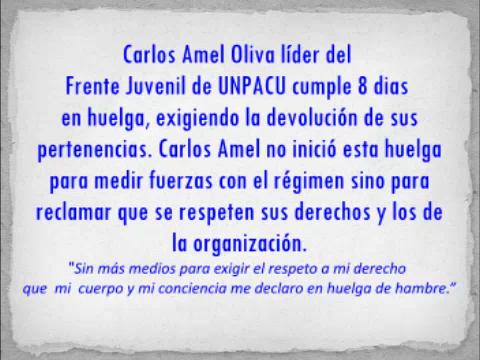 Carlos Amel Oliva líder del
Frente Juvenil de UNPACU cumple 8 dias
en huelga, exigiendo la devolución de sus
pertenencias. Carlos Amel no inició esta huelga
para medir fuerzas con el régimen sino para
reclamar que se respeten sus derechos y los de
la organización.
"Sin más medios para exigir el respeto a mi derecho
que mi cuerpo y mi conciencia me declaro en huelga de hambre."